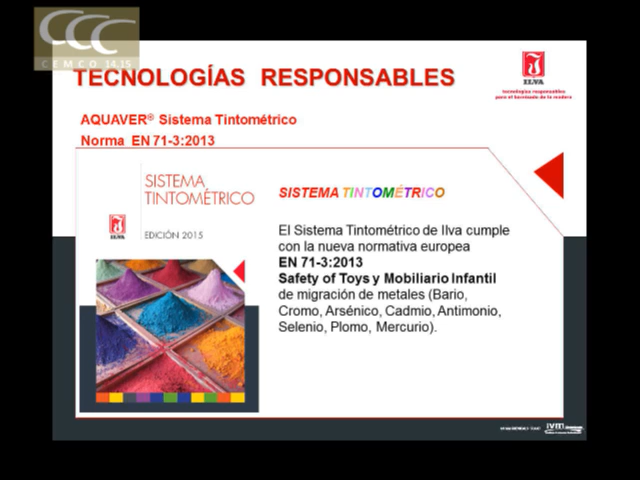 CCC
CEMCO 14.15
TECNOLOGÍAS RESPONSABLES
ILVA
tecnologías responsables
para el barnizado de la madera
AQUAVER® Sistema Tintométrico
Norma EN 71-3:2013
SISTEMA
TINTOMÉTRICO
ILVA
EDICIÓN 2015
SISTEMA TINTOMÉTRICO
El Sistema Tintométrico de Ilva cumple
con la nueva normativa europea
EN 71-3:2013
Safety of Toys y Mobiliario Infantil
de migración de metales (Bario,
Cromo, Arsénico, Cadmio, Antimonio,
Selenio, Plomo, Mercurio).
ivm